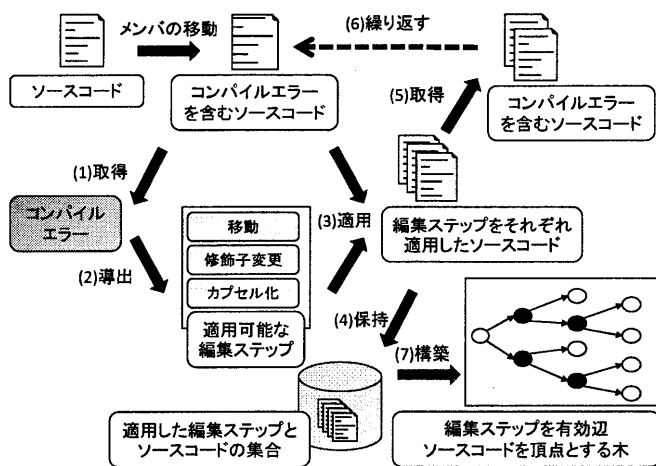 メンバの移動
(6)繰り返す
ソースコード
コンパイルエラー
を含むソースコード
(5)取得
コンパイルエラー
を含むソースコード
(1)取得
コンパイル
エラー
(2)導出
移動
修飾子変更
カプセル化
適用可能な
編集ステップ
(3)適用
編集ステップをそれぞれ
適用したソースコード
(4)保持
(7)構築
適用した編集ステップと
ソースコードの集合
編集ステップを有効辺
ソースコードを頂点とする木